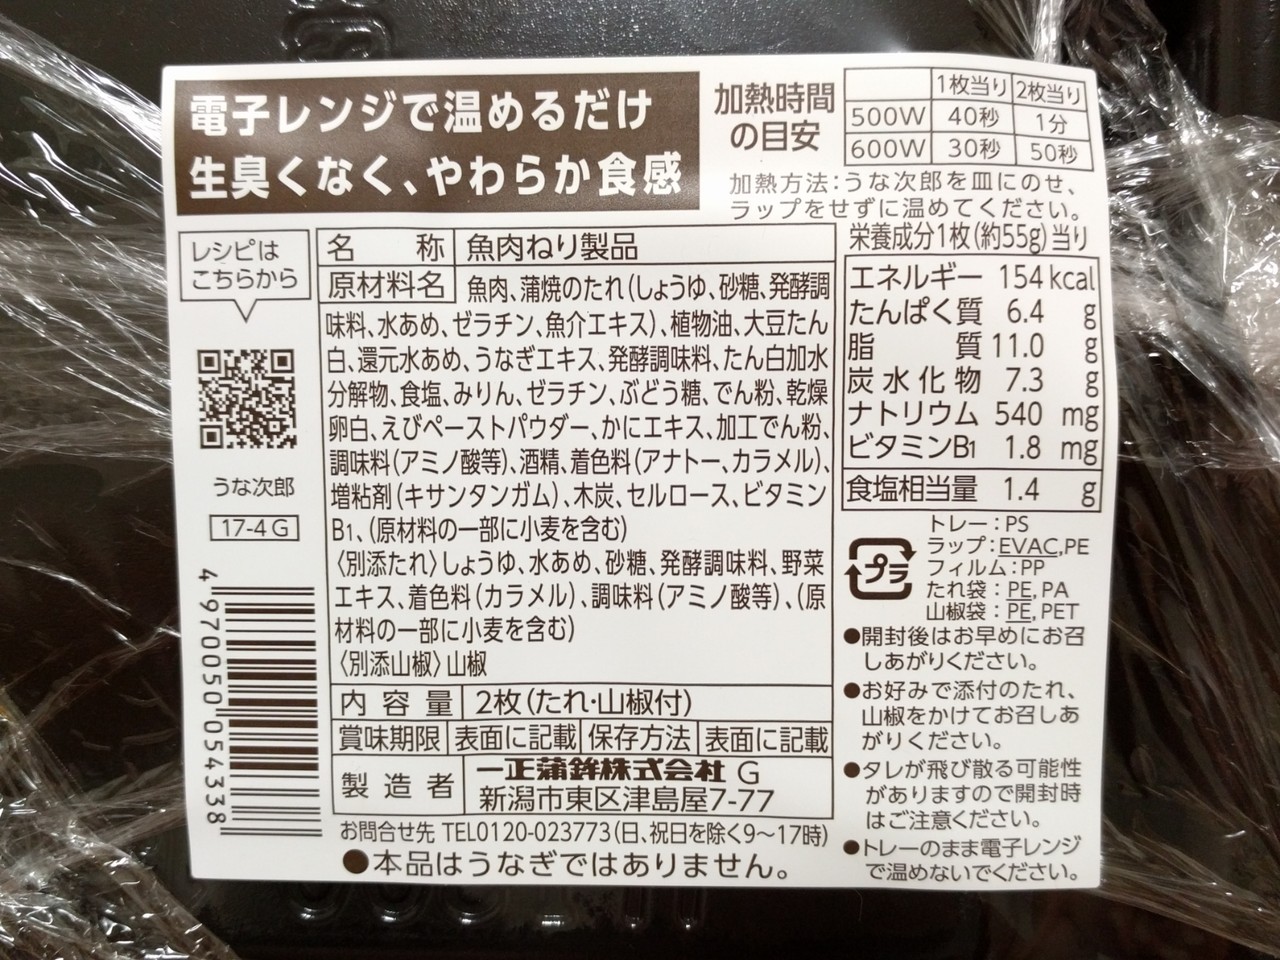 電子レンジで温めるだけ
生臭くなく、やわらか食感
加熱時間
の目安
1枚当り 2枚当り
500W 40秒 1分
600W 30秒 50秒
加熱方法:うな次郎を皿にのせ、
ラップをせずに温めてください。
レシピは
こちらから
うな次郎
17-4 G
4 970050 054338
名称 魚肉ねり製品
原材料名 魚肉、蒲焼のたれ(しょうゆ、砂糖、発酵調
味料、水あめ、ゼラチン、魚介エキス)、植物油、大豆たん
白、還元水あめ、うなぎエキス、発酵調味料、たん白加水
分解物、食塩、みりん、ゼラチン、ぶどう糖、でん粉、乾燥
卵白、えびペーストパウダー、かにエキス、加工でん粉、
調味料(アミノ酸等)、酒精、着色料(アナトー、カラメル)、
増粘剤(キサンタンガム)、木炭、セルロース、ビタミン
B1、(原材料の一部に小麦を含む)
〈別添たれ〉しょうゆ、水あめ、砂糖、発酵調味料、野菜
エキス、着色料(カラメル)、調味料(アミノ酸等)、(原
材料の一部に小麦を含む)
〈別添山椒〉山椒
内容量 2枚(たれ・山椒付)
賞味期限 表面に記載 保存方法 表面に記載
製造者 一正蒲鉾株式会社 G
新潟市東区津島屋7-77
お問合せ先 TEL0120-023773(日、祝日を除く9〜17時)
●本品はうなぎではありません。
栄養成分1枚(約55g)当り
エネルギー 154 kcal
たんぱく質 6.4 g
脂質 11.0 g
炭水化物 7.3 g
ナトリウム 540 mg
ビタミンB1 1.8 mg
食塩相当量 1.4 g
プラ
トレー:PS
ラップ:EVAC,PE
フィルム:PP
たれ袋:PE,PA
山椒袋:PE,PET
●開封後はお早めにお召
しあがりください。
●お好みで添付のたれ、
山椒をかけてお召しあ
がりください。
●タレが飛び散る可能性
がありますので開封時
はご注意ください。
●トレーのまま電子レンジ
で温めないでください。